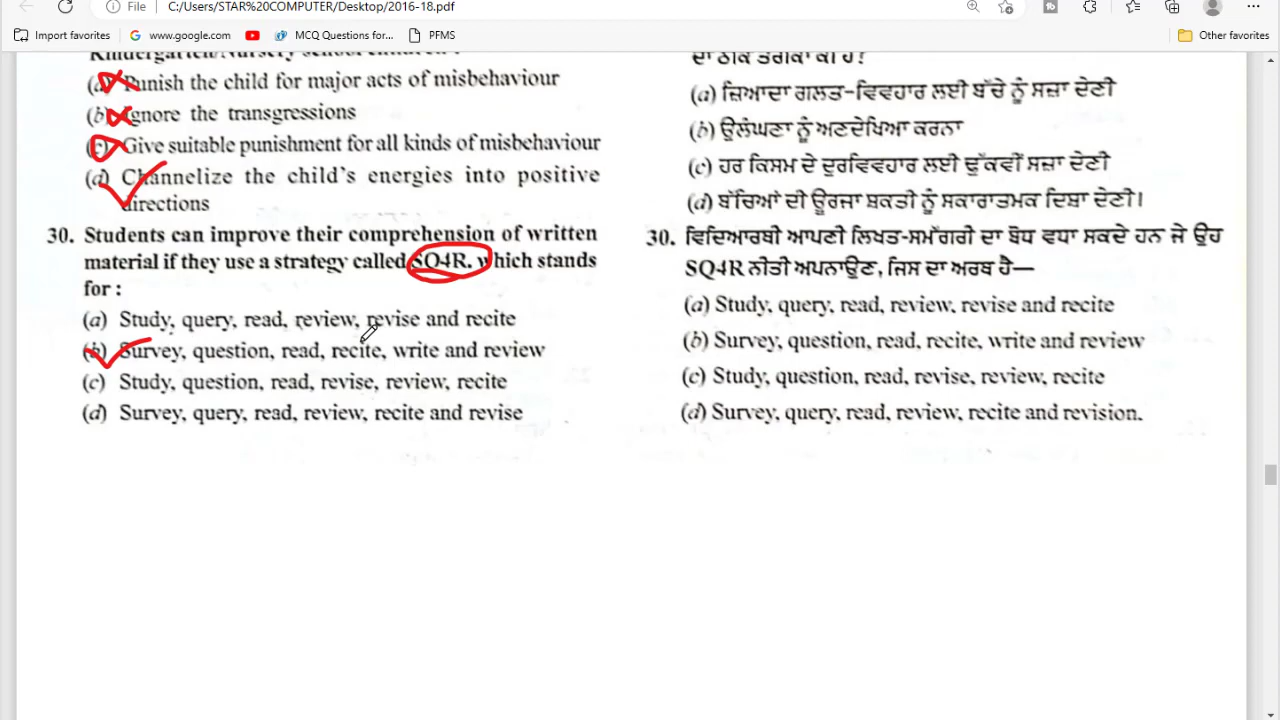 File
C:/Users/STAR%20COMPUTER/Desktop/2016-18.pdf
Import favorites
www.google.com
MCQ Questions for...
PFMS
Other favorites
Kindergarten/Nursery school children :
(a) Punish the child for major acts of misbehaviour
(b) Ignore the transgressions
(c) Give suitable punishment for all kinds of misbehaviour
(d) Channelize the child's energies into positive
directions
30. Students can improve their comprehension of written
material if they use a strategy called SQ4R. which stands
for :
(a) Study, query, read, review, revise and recite
(b) Survey, question, read, recite, write and review
(c) Study, question, read, revise, review, recite
(d) Survey, query, read, review, recite and revise
ਦਾ ਠੀਕ ਤਰੀਕਾ ਕੀ ਹੈ !
(a) ਜ਼ਿਆਦਾ ਗਲਤ-ਵਿਵਹਾਰ ਲਈ ਬੱਚੇ ਨੂੰ ਸਜ਼ਾ ਦੇਣੀ
(b) ਉਲੰਘਣਾ ਨੂੰ ਅਣਦੇਖਿਆ ਕਰਨਾ
(c) ਹਰ ਕਿਸਮ ਦੇ ਦੁਰਵਿਵਹਾਰ ਲਈ ਢੁੱਕਵੀਂ ਸਜ਼ਾ ਦੇਣੀ
(d) ਬੱਚਿਆਂ ਦੀ ਊਰਜਾ ਸ਼ਕਤੀ ਨੂੰ ਸਕਾਰਾਤਮਕ ਦਿਸ਼ਾ ਦੇਣੀ।
30. ਵਿਦਿਆਰਥੀ ਆਪਣੀ ਲਿਖਤ-ਸਮੱਗਰੀ ਦਾ ਬੋਧ ਵਧਾ ਸਕਦੇ ਹਨ ਜੇ ਉਹ
SQ4R ਨੀਤੀ ਅਪਨਾਉਣ, ਜਿਸ ਦਾ ਅਰਥ ਹੈ—
(a) Study, query, read, review, revise and recite
(b) Survey, question, read, recite, write and review
(c) Study, question, read, revise, review, recite
(d) Survey, query, read, review, recite and revision.